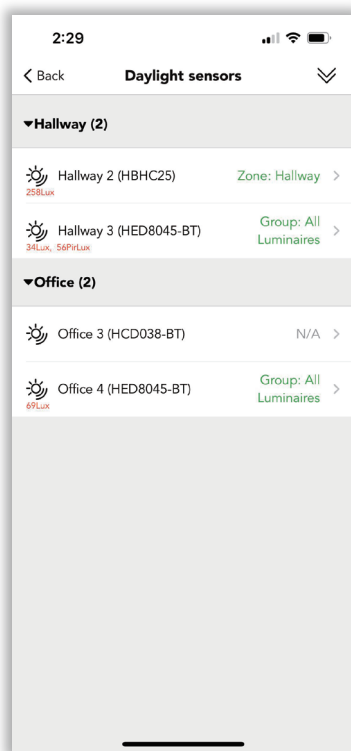 2:29
Back
Daylight sensors
▾Hallway (2)
Hallway 2 (HBHC25)
Zone: Hallway
258Lux
Hallway 3 (HED8045-BT)
Group: All
Luminaires
34Lux, 56PirLux
▾Office (2)
Office 3 (HCD038-BT)
N/A
Office 4 (HED8045-BT)
Group: All
Luminaires
69Lux